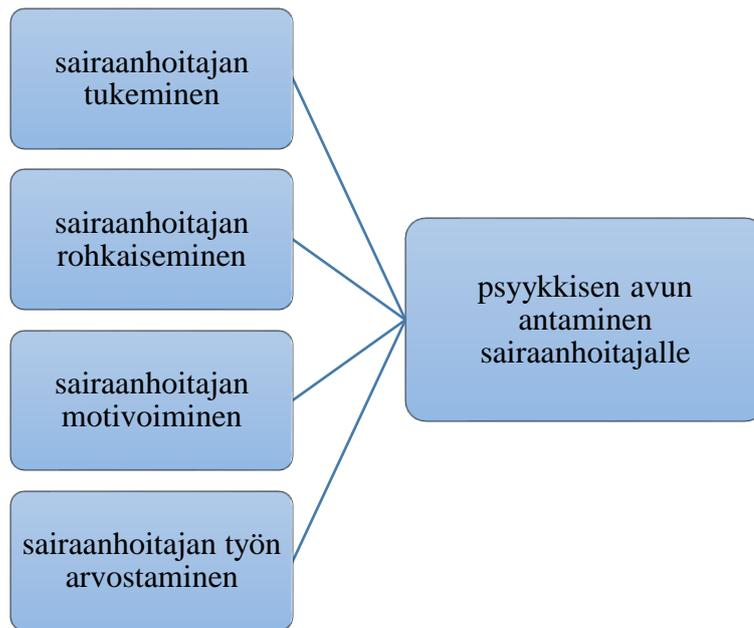 sairaanhoitajan
tukeminen
sairaanhoitajan
rohkaiseminen
sairaanhoitajan
motivoiminen
sairaanhoitajan työn
arvostaminen
psyykkisen avun
antaminen
sairaanhoitajalle